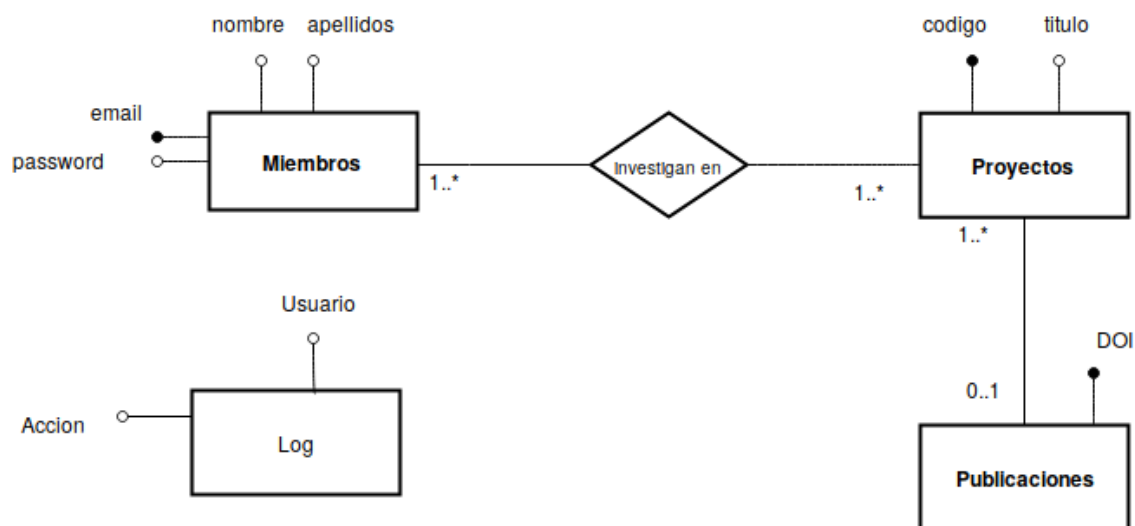 nombre apellidos
codigo titulo
email
password
Miembros
Investigan en
Proyectos
1..*
1..*
1..*
Usuario
DOI
Accion
Log
0..1
Publicaciones